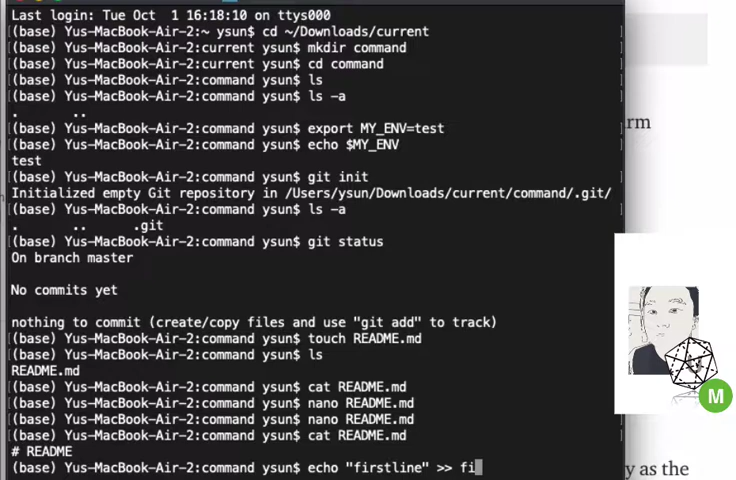 Last login: Tue Oct  1 16:18:10 on ttys000
(base) Yus-MacBook-Air-2:~ ysun$ cd ~/Downloads/current
(base) Yus-MacBook-Air-2:current ysun$ mkdir command
(base) Yus-MacBook-Air-2:current ysun$ cd command
(base) Yus-MacBook-Air-2:command ysun$ ls
(base) Yus-MacBook-Air-2:command ysun$ ls -a
.	..
(base) Yus-MacBook-Air-2:command ysun$ export MY_ENV=test
(base) Yus-MacBook-Air-2:command ysun$ echo $MY_ENV
test
(base) Yus-MacBook-Air-2:command ysun$ git init
Initialized empty Git repository in /Users/ysun/Downloads/current/command/.git/
(base) Yus-MacBook-Air-2:command ysun$ ls -a
.	..	.git
(base) Yus-MacBook-Air-2:command ysun$ git status
On branch master
No commits yet
nothing to commit (create/copy files and use "git add" to track)
(base) Yus-MacBook-Air-2:command ysun$ touch README.md
(base) Yus-MacBook-Air-2:command ysun$ ls
README.md
(base) Yus-MacBook-Air-2:command ysun$ cat README.md
(base) Yus-MacBook-Air-2:command ysun$ nano README.md
(base) Yus-MacBook-Air-2:command ysun$ nano README.md
(base) Yus-MacBook-Air-2:command ysun$ cat README.md
# README
(base) Yus-MacBook-Air-2:command ysun$ echo "firstline" >> fi
rm
M
y as the